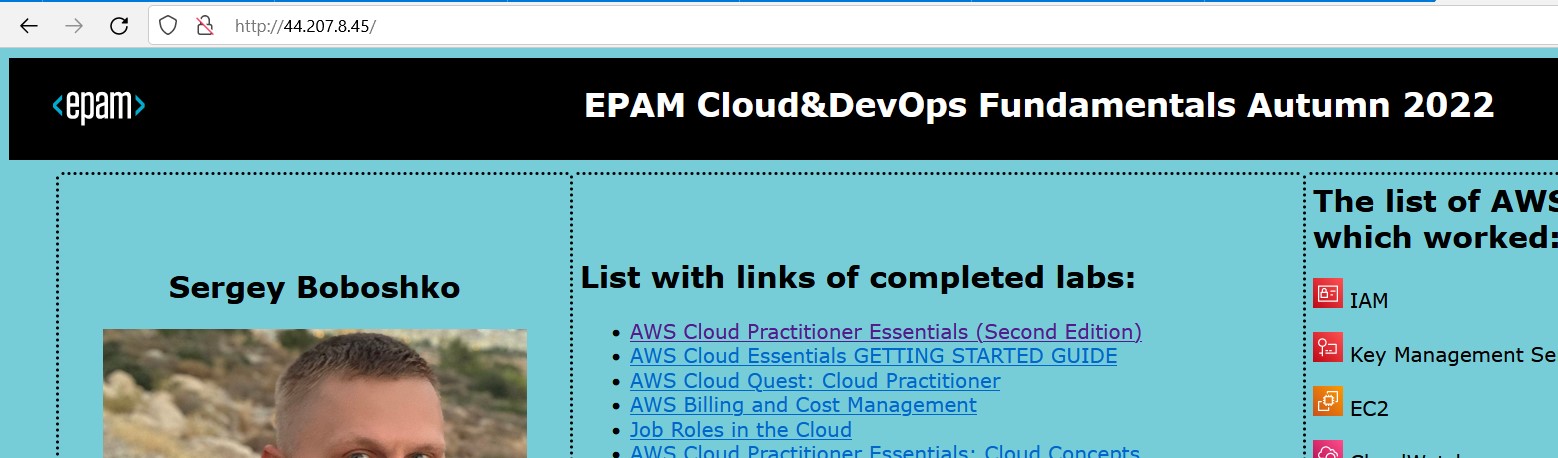 http://44.207.8.45/
<epam>
EPAM Cloud&DevOps Fundamentals Autumn 2022
Sergey Boboshko
List with links of completed labs:
AWS Cloud Practitioner Essentials (Second Edition)
AWS Cloud Essentials GETTING STARTED GUIDE
AWS Cloud Quest: Cloud Practitioner
AWS Billing and Cost Management
Job Roles in the Cloud
AWS Cloud Practitioner Essentials: Cloud Concepts
The list of AWS
which worked:
IAM
Key Management Se
EC2